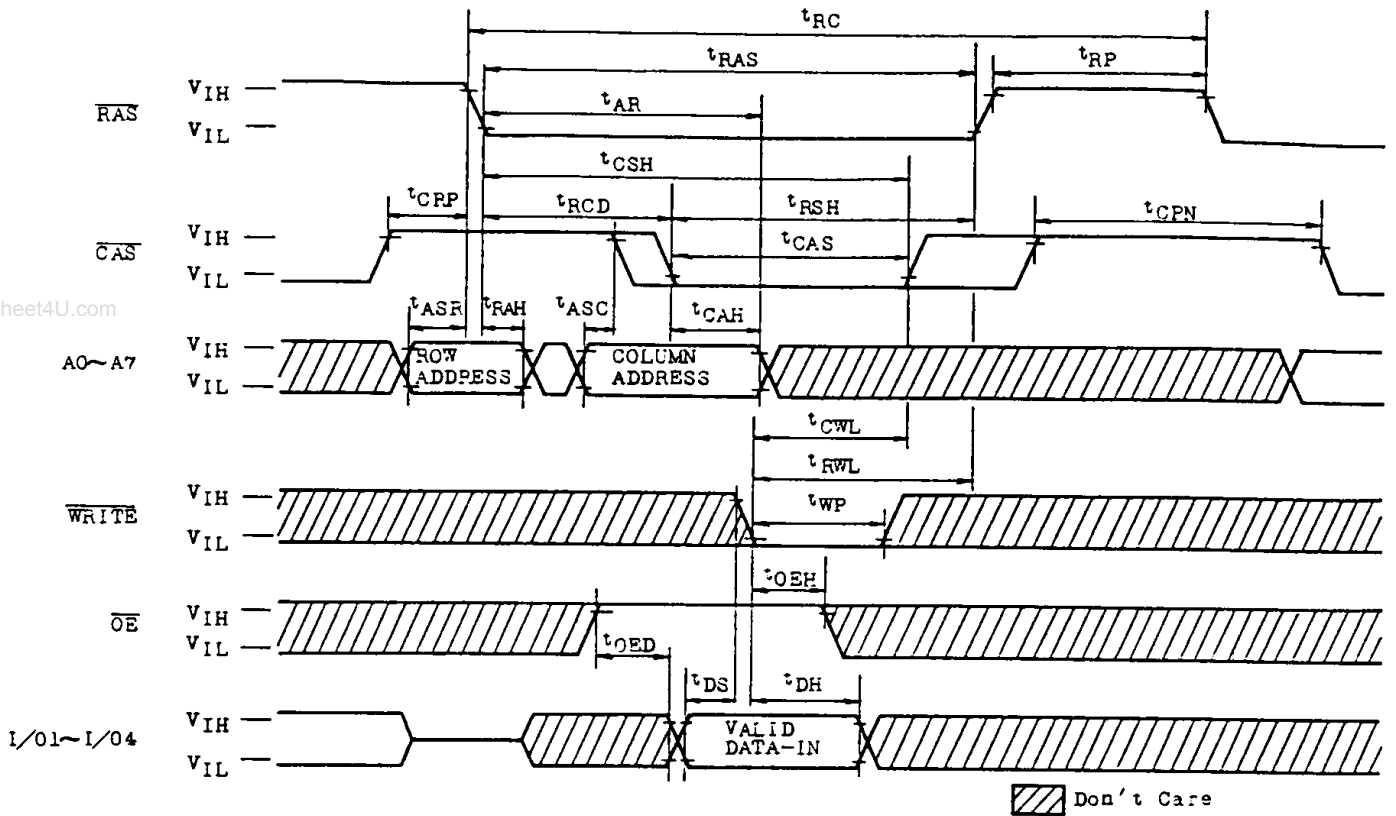 tRC
tRAS
tRP
RAS
VIH
VIL
tAR
tCSH
tCRP
tRCD
tRSH
tCPN
CAS
VIH
VIL
tCAS
heet4U.com
tASR
tRAH
tASC
tCAH
A0~A7
VIH
VIL
ROW
ADDRESS
COLUMN
ADDRESS
tCWL
tRWL
WRITE
VIH
VIL
tWP
tOEH
OE
VIH
VIL
tOED
tDS
tDH
I/O1~I/O4
VIH
VIL
VALID
DATA-IN
Don't Care